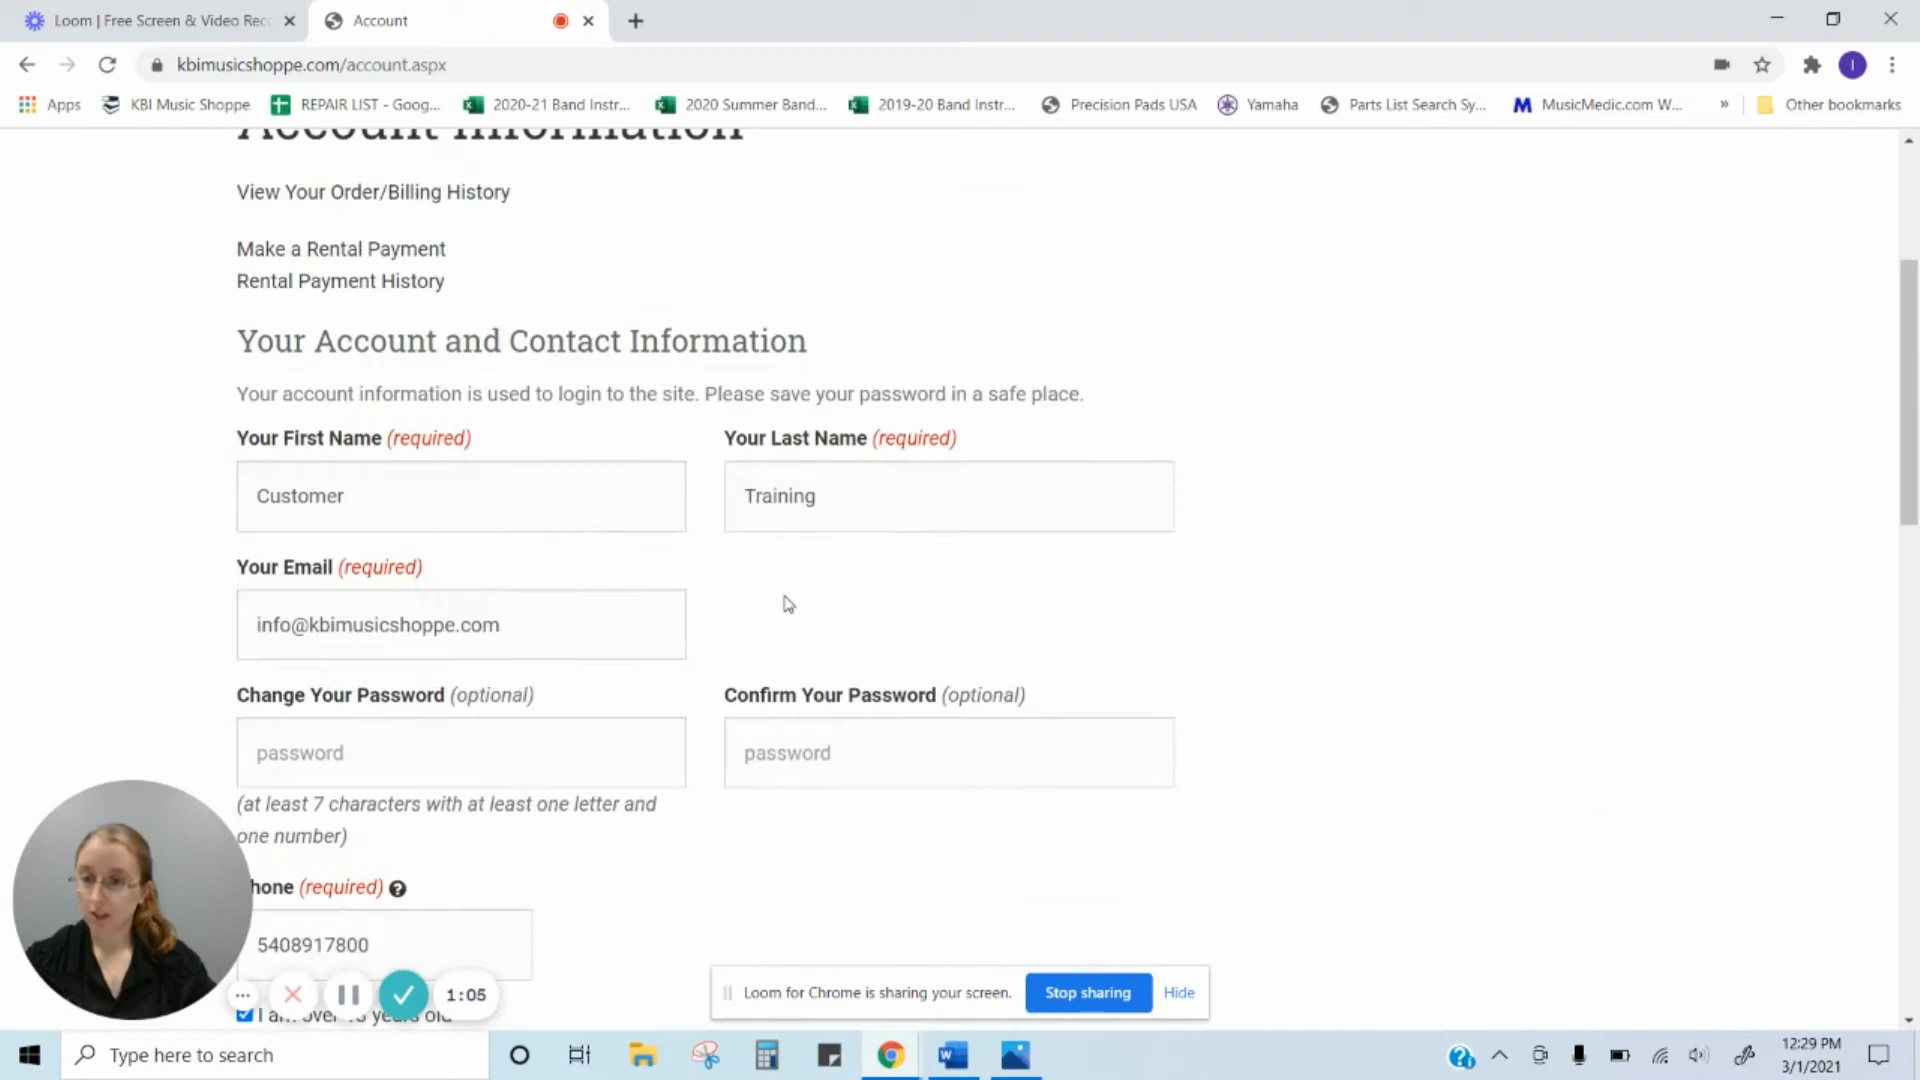 Loom | Free Screen & Video Rec
Account
kbimusicshoppe.com/account.aspx
Apps
KBI Music Shoppe
REPAIR LIST - Goog...
2020-21 Band Instr...
2020 Summer Band...
2019-20 Band Instr...
Precision Pads USA
Yamaha
Parts List Search Sy...
MusicMedic.com W...
»
Other bookmarks
Account Information
View Your Order/Billing History
Make a Rental Payment
Rental Payment History
Your Account and Contact Information
Your account information is used to login to the site. Please save your password in a safe place.
Your First Name (required)
Your Last Name (required)
Customer
Training
Your Email (required)
info@kbimusicshoppe.com
Change Your Password (optional)
Confirm Your Password (optional)
password
password
(at least 7 characters with at least one letter and
one number)
hone (required)
5408917800
1:05
I am over 18 years old
Loom for Chrome is sharing your screen.
Stop sharing
Hide
Type here to search
12:29 PM
3/1/2021